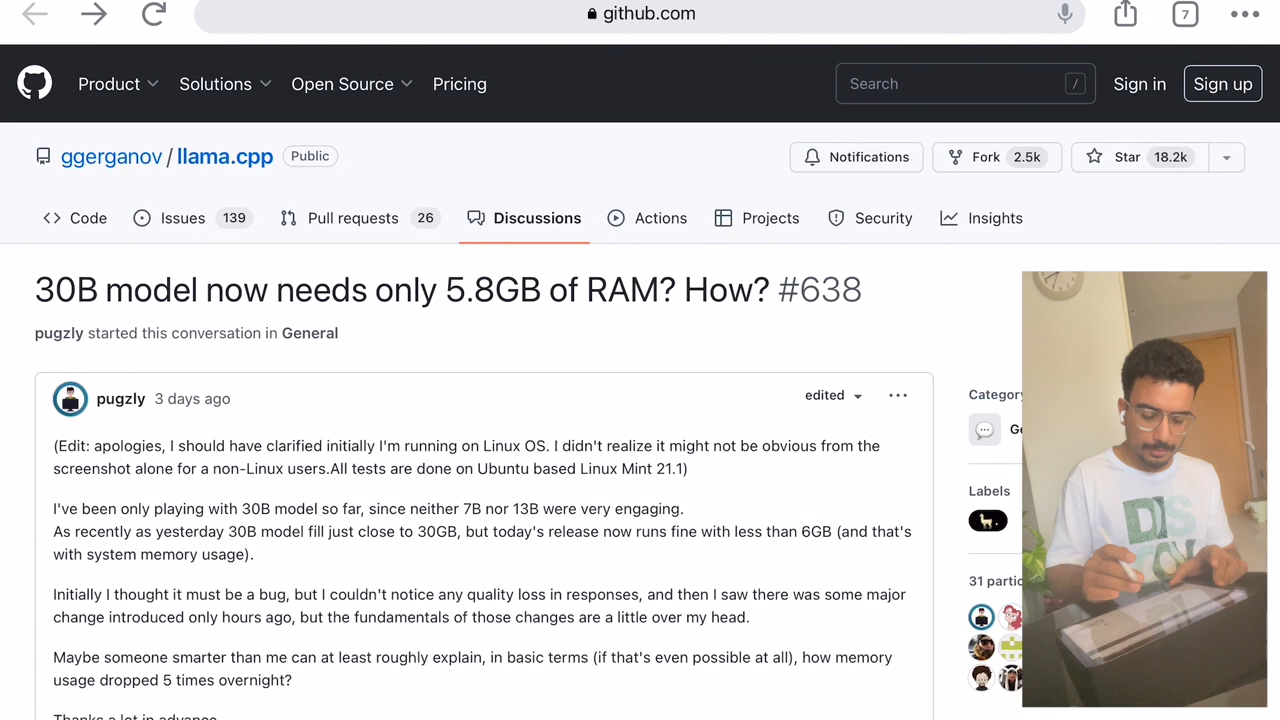 github.com
7
Product Solutions Open Source Pricing Search / Sign in Sign up
ggerganov / llama.cpp Public Notifications Fork 2.5k Star 18.2k
Code Issues 139 Pull requests 26 Discussions Actions Projects Security Insights
30B model now needs only 5.8GB of RAM? How? #638
pugzly started this conversation in General
pugzly 3 days ago edited
(Edit: apologies, I should have clarified initially I'm running on Linux OS. I didn't realize it might not be obvious from the
screenshot alone for a non-Linux users.All tests are done on Ubuntu based Linux Mint 21.1)
I've been only playing with 30B model so far, since neither 7B nor 13B were very engaging.
As recently as yesterday 30B model fill just close to 30GB, but today's release now runs fine with less than 6GB (and that's
with system memory usage).
Initially I thought it must be a bug, but I couldn't notice any quality loss in responses, and then I saw there was some major
change introduced only hours ago, but the fundamentals of those changes are a little over my head.
Maybe someone smarter than me can at least roughly explain, in basic terms (if that's even possible at all), how memory
usage dropped 5 times overnight?
Thanks a lot in advance
Category
Ge
Labels
31 partic